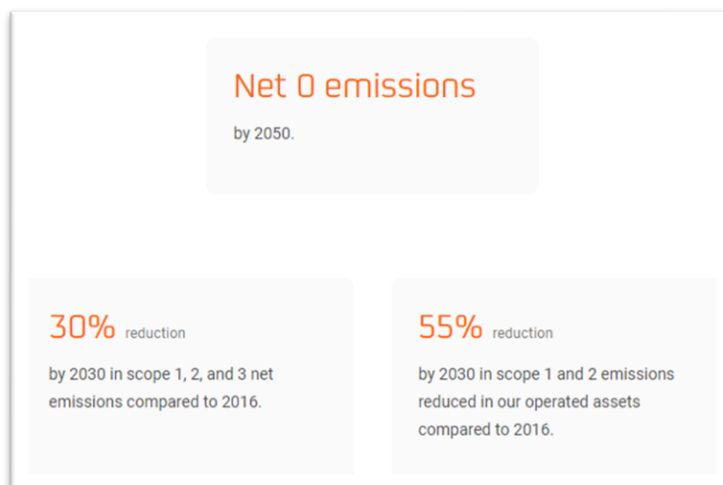 Net 0 emissions
by 2050.
30% reduction
by 2030 in scope 1, 2, and 3 net
emissions compared to 2016.
55% reduction
by 2030 in scope 1 and 2 emissions
reduced in our operated assets
compared to 2016.